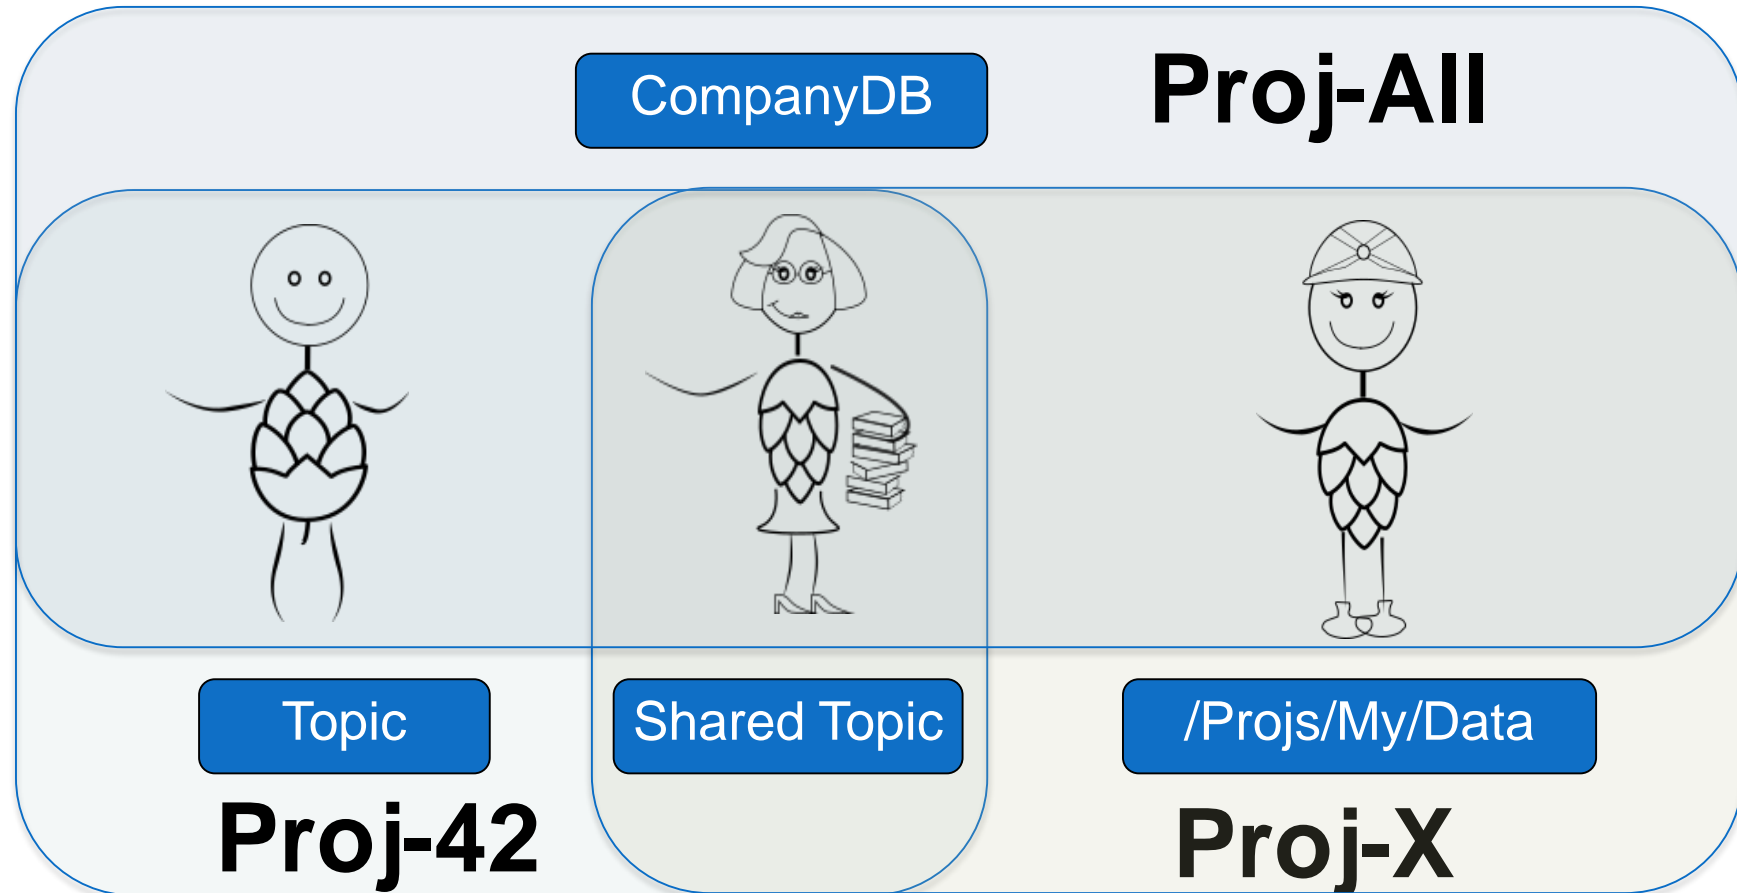 CompanyDB
Proj-All
Topic
Shared Topic
/Projs/My/Data
Proj-42
Proj-X